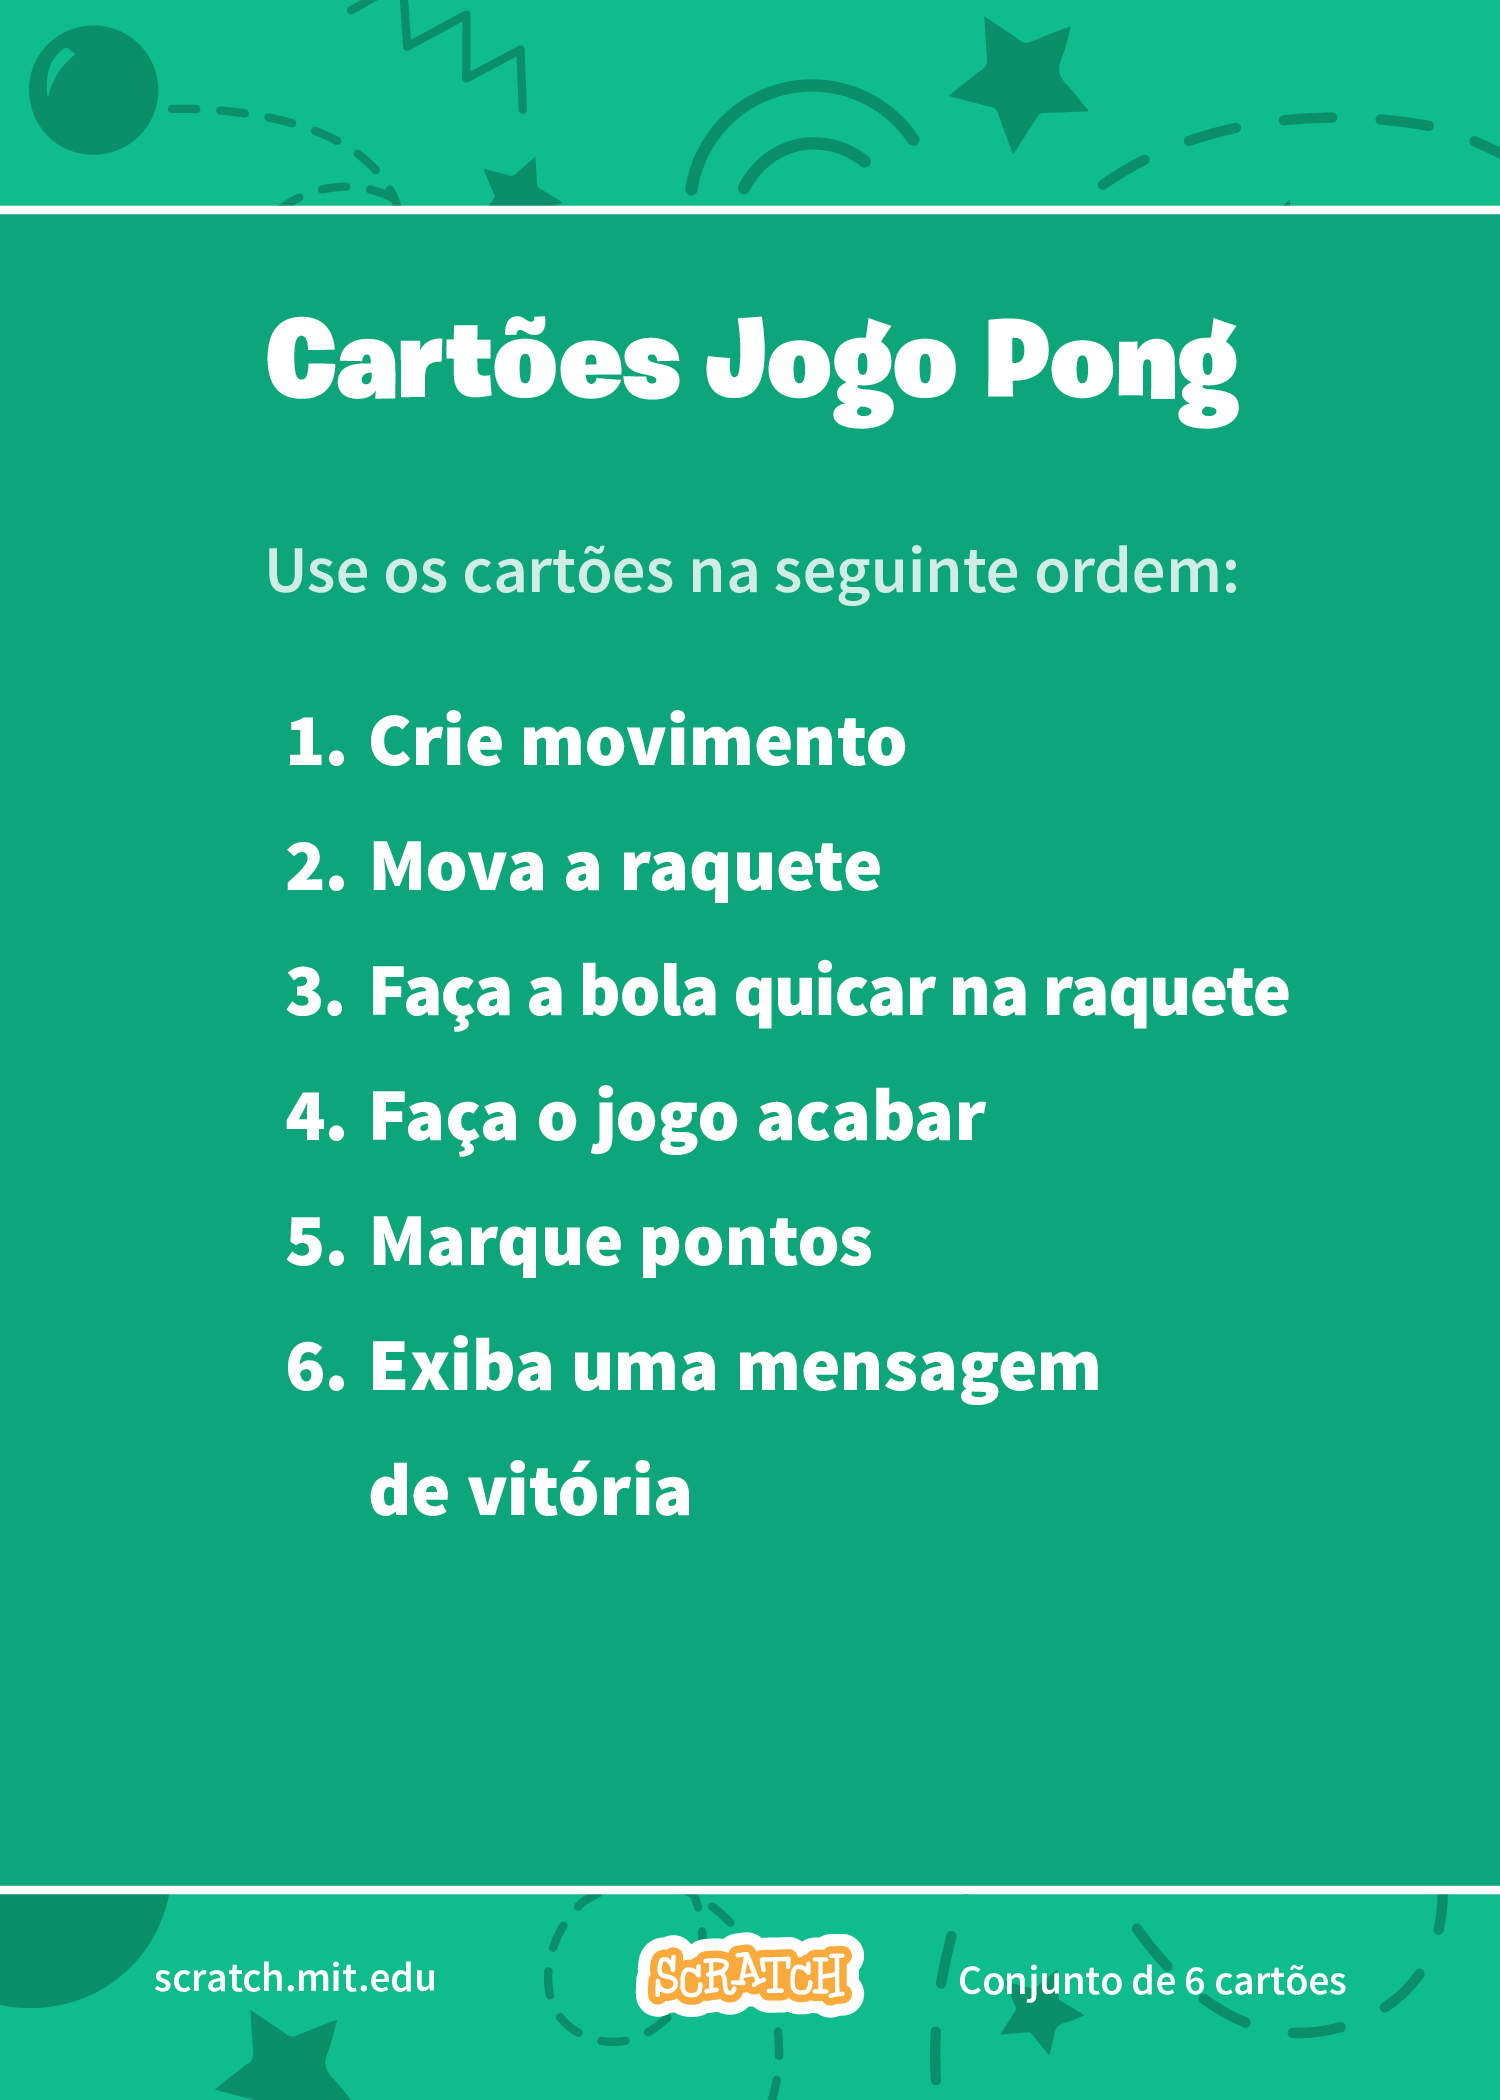 Cartões Jogo Pong
Use os cartões na seguinte ordem:
1. Crie movimento
2. Mova a raquete
3. Faça a bola quicar na raquete
4. Faça o jogo acabar
5. Marque pontos
6. Exiba uma mensagem
de vitória
scratch.mit.edu
SCRATCH
Conjunto de 6 cartões